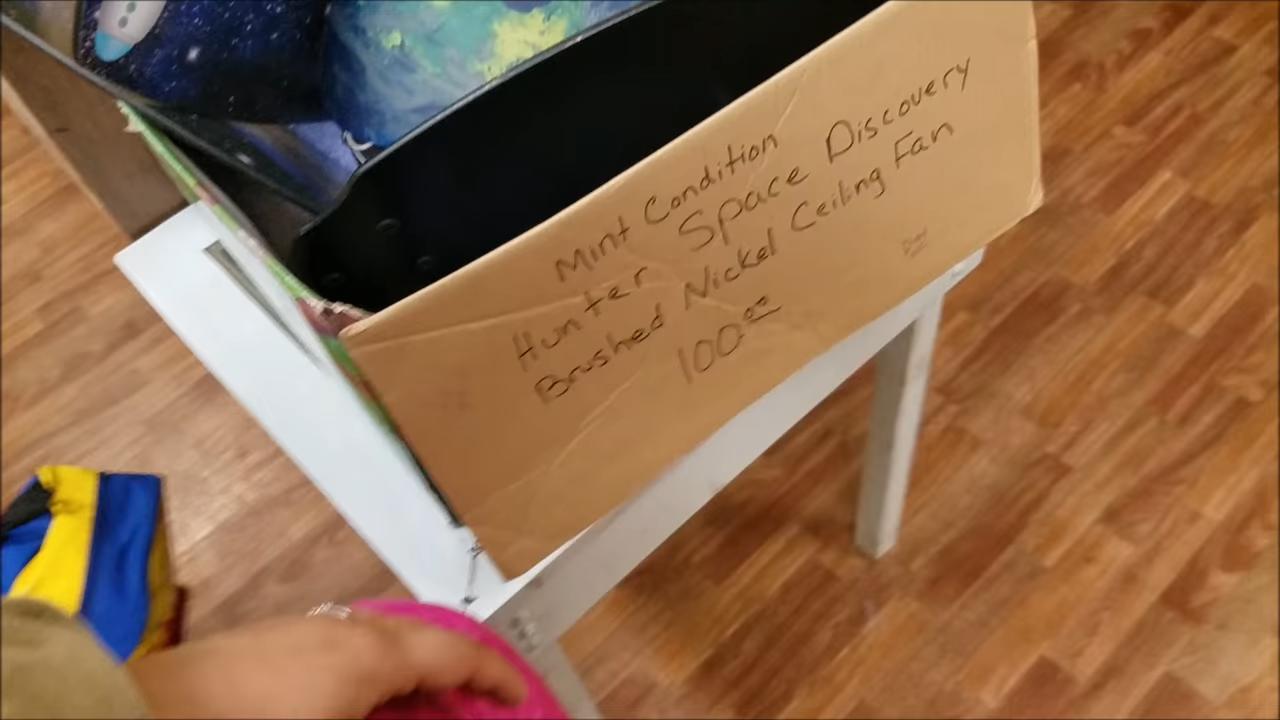 Mint Condition
Hunter Space Discovery
Brushed Nickel Ceiling Fan
100.00